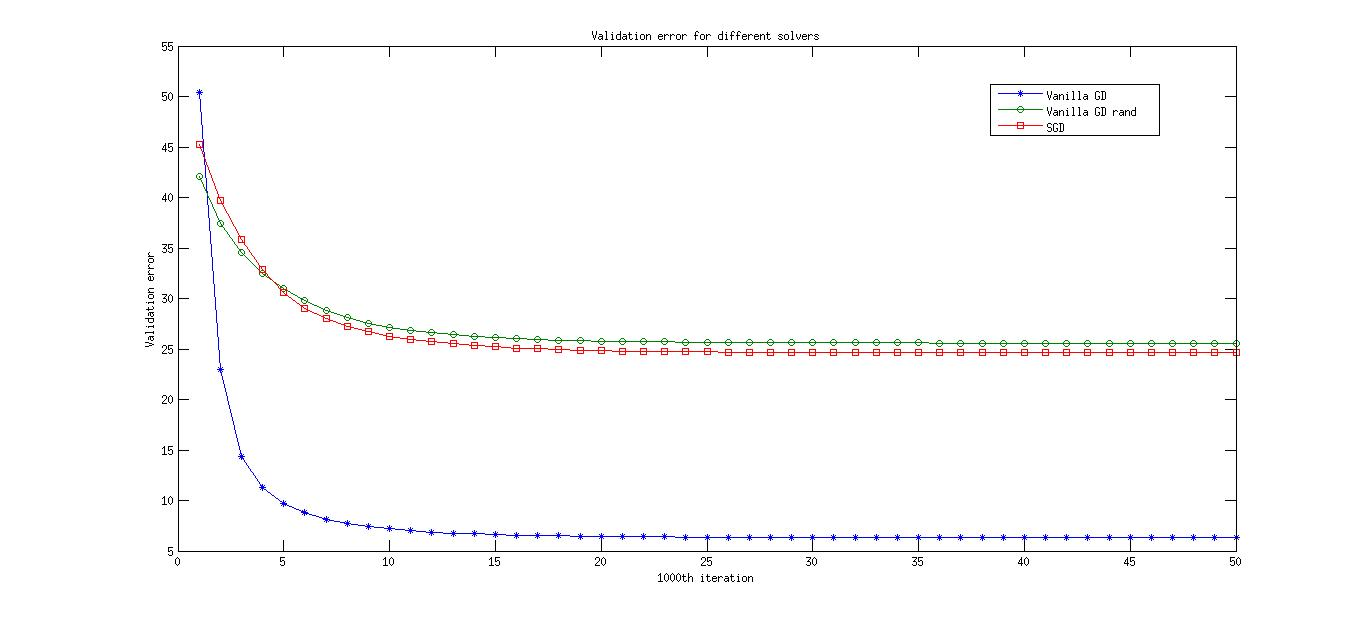 Validation error for different solvers
Vanilla GD
Vanilla GD rand
SGD
Validation error
55
50
45
40
35
30
25
20
15
10
5
0 5 10 15 20 25 30 35 40 45 50
1000th iteration